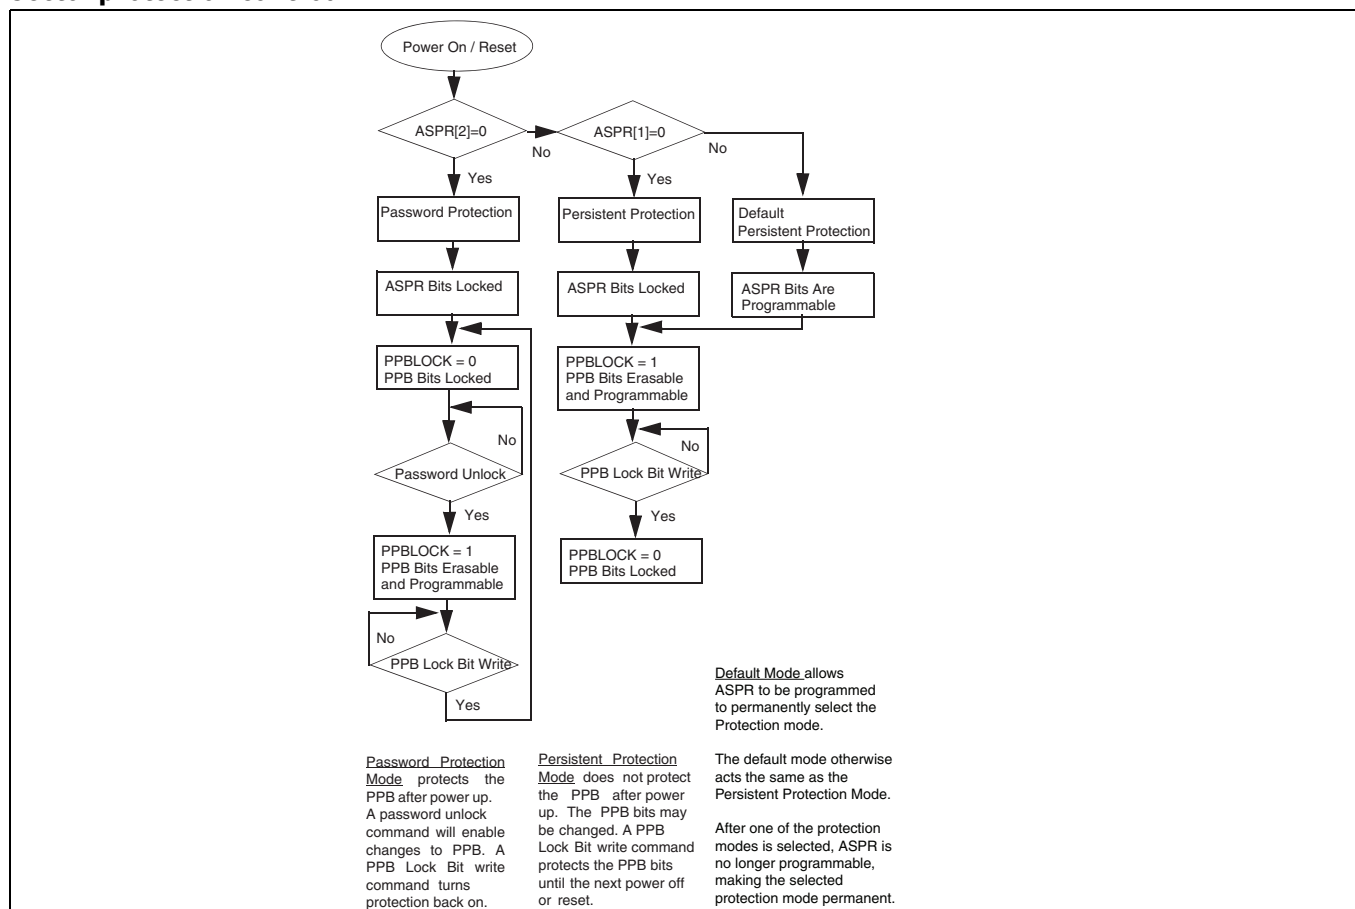 Power On / Reset
ASPR[2]=0
ASPR[1]=0
No
No
Yes
Yes
Password Protection
Persistent Protection
Default
Persistent Protection
ASPR Bits Locked
ASPR Bits Locked
ASPR Bits Are
Programmable
PPBLOCK = 0
PPB Bits Locked
PPBLOCK = 1
PPB Bits Erasable
and Programmable
No
No
Password Unlock
PPB Lock Bit Write
Yes
Yes
PPBLOCK = 1
PPB Bits Erasable
and Programmable
PPBLOCK = 0
PPB Bits Locked
No
PPB Lock Bit Write
Yes
Password Protection
Mode protects the
PPB after power up.
A password unlock
command will enable
changes to PPB. A
PPB Lock Bit write
command turns
protection back on.
Persistent Protection
Mode does not protect
the PPB after power
up. The PPB bits may
be changed. A PPB
Lock Bit write command
protects the PPB bits
until the next power off
or reset.
Default Mode allows
ASPR to be programmed
to permanently select the
Protection mode.
The default mode otherwise
acts the same as the
Persistent Protection Mode.
After one of the protection
modes is selected, ASPR is
no longer programmable,
making the selected
protection mode permanent.